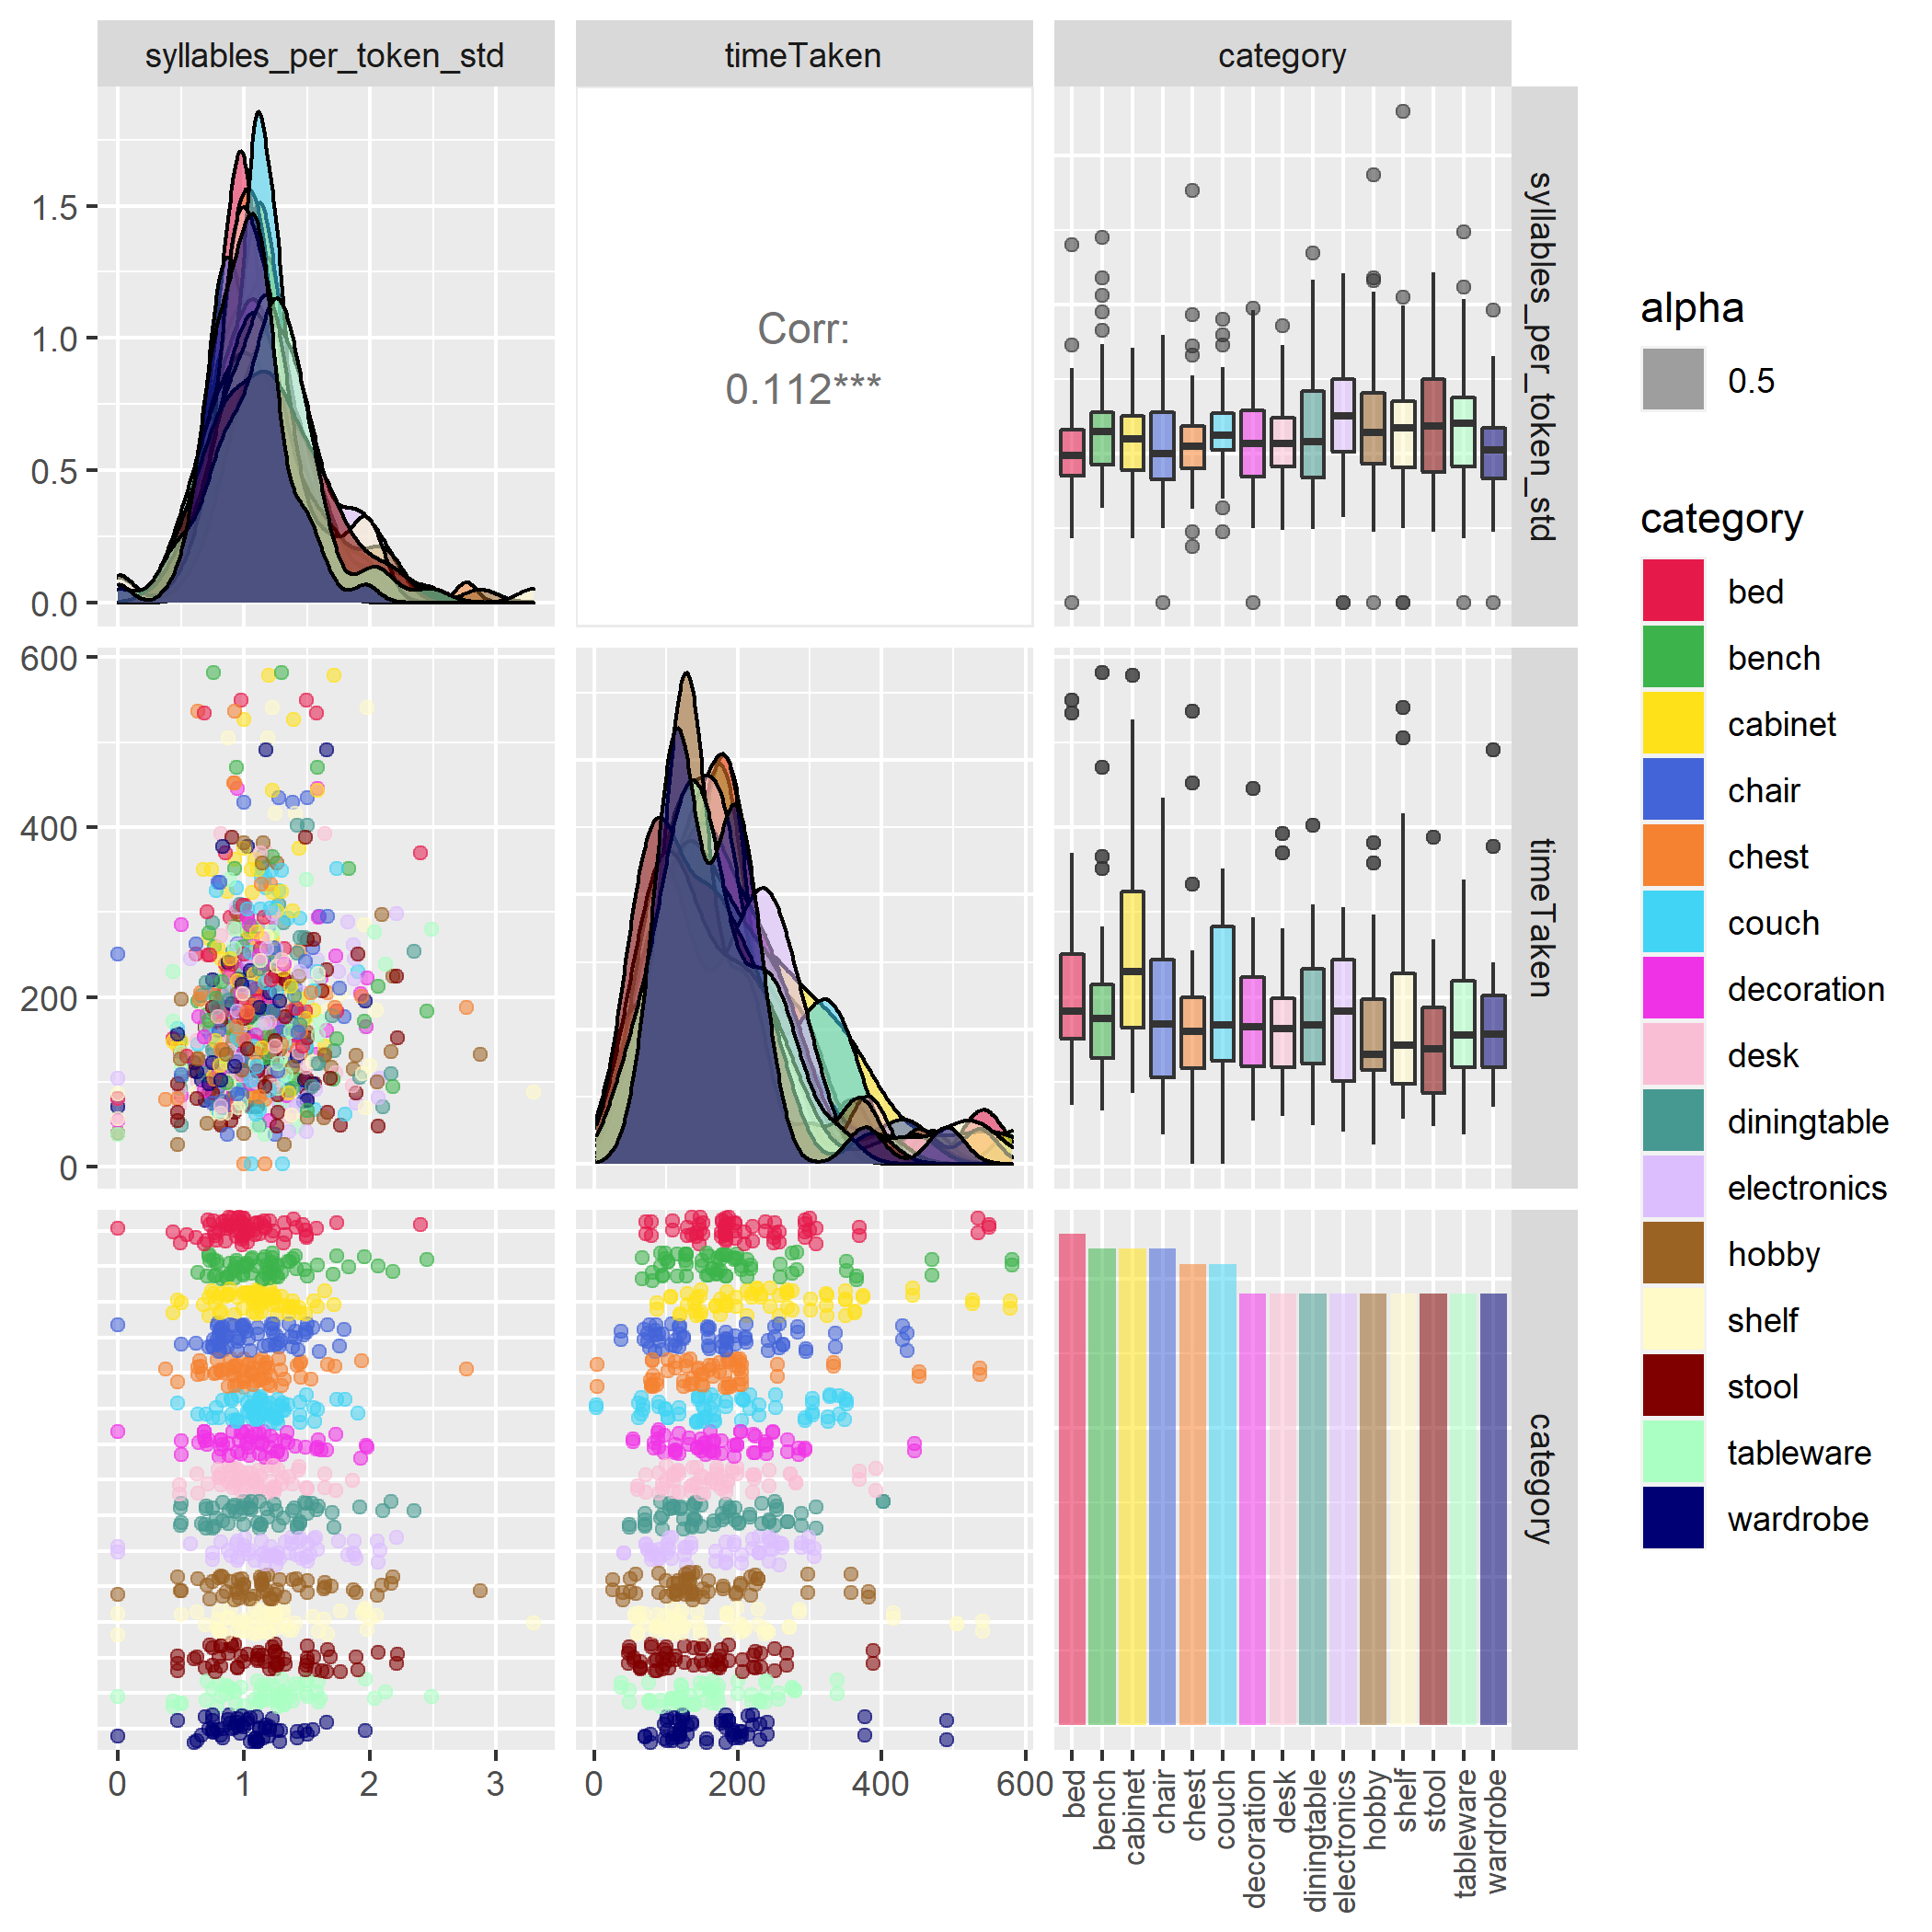 syllables_per_token_std
timeTaken
category
syllables_per_token_std
timeTaken
category
1.5
1.0
0.5
0.0
Corr:
0.112***
600
400
200
0
0
1
2
3
0
200
400
600
bed
bench
cabinet
chair
chest
couch
decoration
desk
diningtable
electronics
hobby
shelf
stool
tableware
wardrobe
alpha
0.5
category
bed
bench
cabinet
chair
chest
couch
decoration
desk
diningtable
electronics
hobby
shelf
stool
tableware
wardrobe